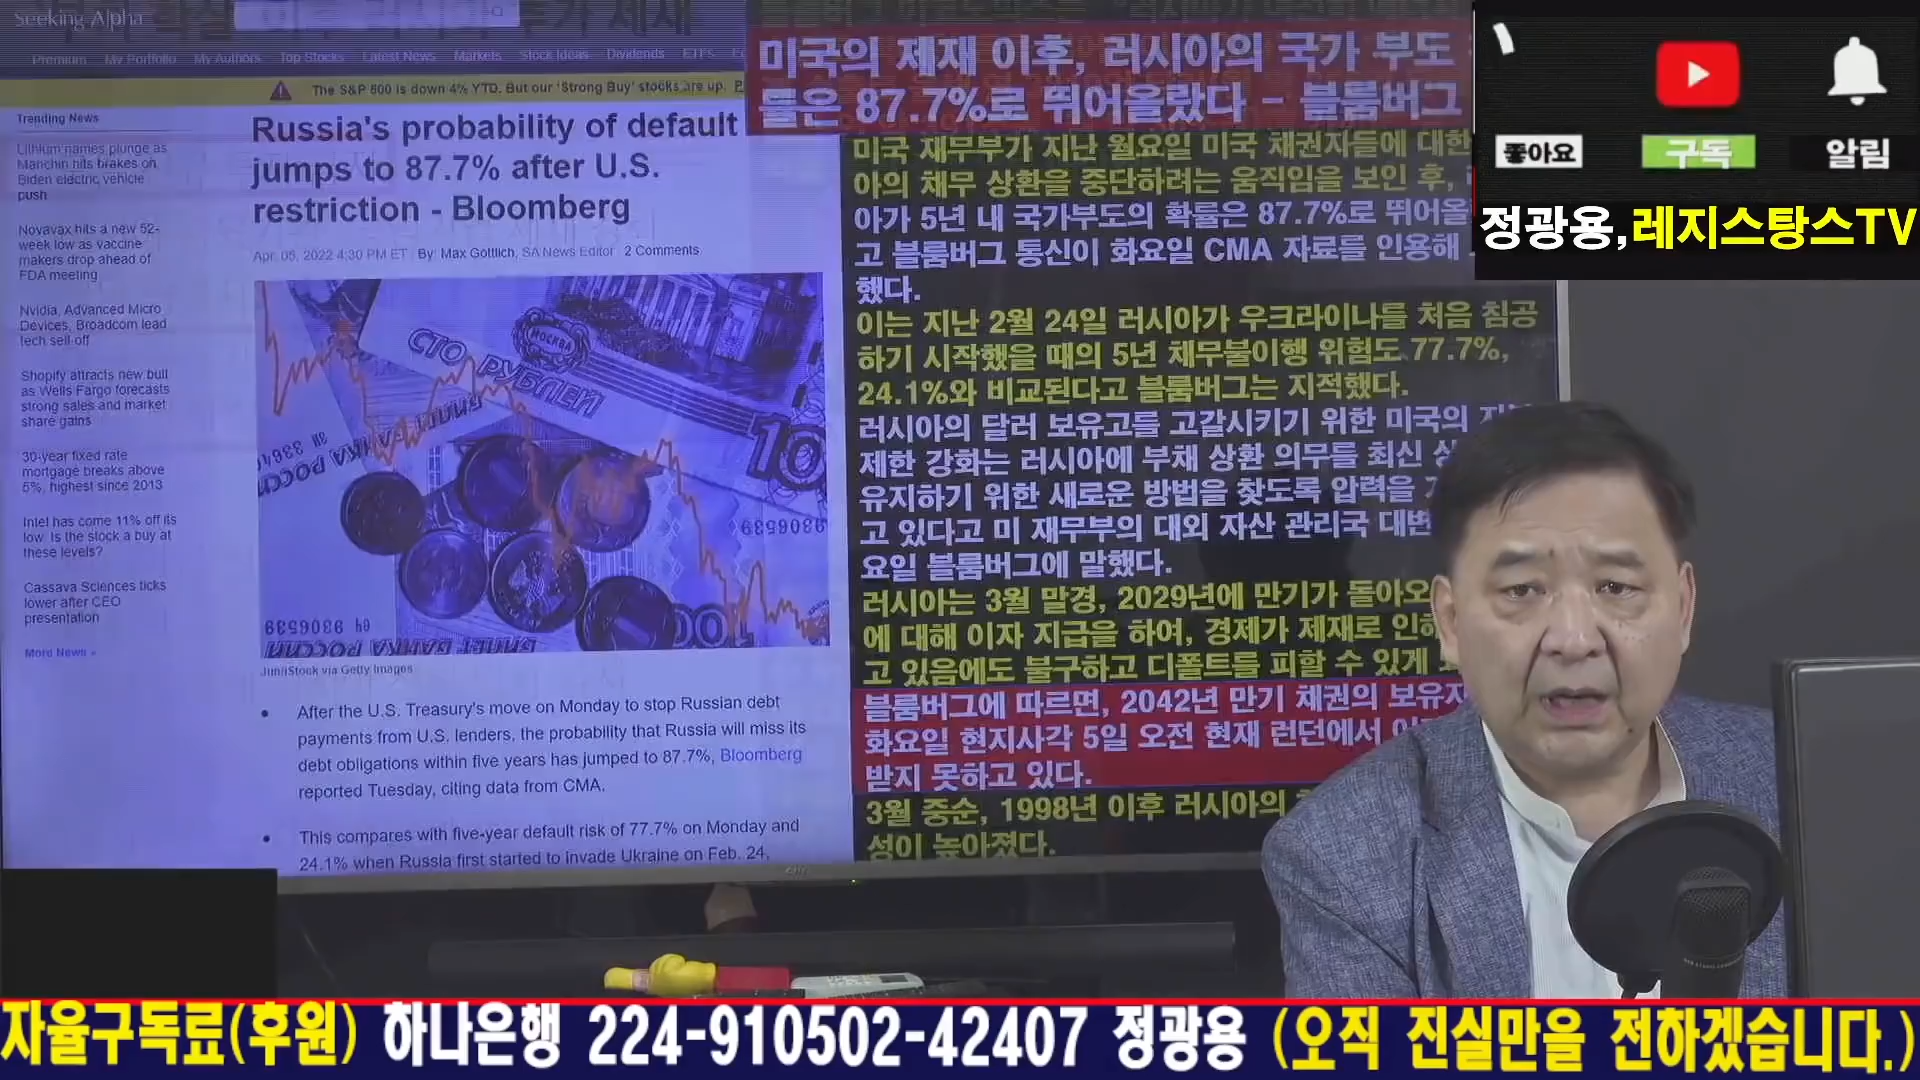 Seeking Alpha
Premium My Portfolio My Authors Top Stocks Latest News Markets Stock Ideas Dividends ETFs
The S&P 500 is down 4% YTD. But our 'Strong Buy' stocks are up.
Trending News
Lithium names plunge as
Manchin hits brakes on
Biden electric vehicle
push
Novavax hits a new 52-
week low as vaccine
makers drop ahead of
FDA meeting
Nvidia, Advanced Micro
Devices, Broadcom lead
tech sell-off
Shopify attracts new bull
as Wells Fargo forecasts
strong sales and market
share gains
30-year fixed rate
mortgage breaks above
5%, highest since 2013
Intel has come 11% off its
low. Is the stock a buy at
these levels?
Cassava Sciences ticks
lower after CEO
presentation
More News »
Russia's probability of default
jumps to 87.7% after U.S.
restriction - Bloomberg
Apr. 05, 2022 4:30 PM ET By: Max Gottlich, SA News Editor 2 Comments
СТО РУБЛЕЙ
МОСКВА
9306539
Jun/iStock via Getty Images
• After the U.S. Treasury's move on Monday to stop Russian debt
payments from U.S. lenders, the probability that Russia will miss its
debt obligations within five years has jumped to 87.7%, Bloomberg
reported Tuesday, citing data from CMA.
• This compares with five-year default risk of 77.7% on Monday and
24.1% when Russia first started to invade Ukraine on Feb. 24,
미국의 제재 이후, 러시아의 국가 부도
률은 87.7%로 뛰어올랐다 - 블룸버그
미국 재무부가 지난 월요일 미국 채권자들에 대한
아의 채무 상환을 중단하려는 움직임을 보인 후,
아가 5년 내 국가부도의 확률은 87.7%로 뛰어올
고 블룸버그 통신이 화요일 CMA 자료를 인용해
했다.
이는 지난 2월 24일 러시아가 우크라이나를 처음 침공
하기 시작했을 때의 5년 채무불이행 위험도 77.7%,
24.1%와 비교된다고 블룸버그는 지적했다.
러시아의 달러 보유고를 고갈시키기 위한 미국의
제한 강화는 러시아에 부채 상환 의무를 최신
유지하기 위한 새로운 방법을 찾도록 압력을
고 있다고 미 재무부의 대외 자산 관리국 대변
요일 블룸버그에 말했다.
러시아는 3월 말경, 2029년에 만기가 돌아오
에 대해 이자 지급을 하여, 경제가 제재로 인해
고 있음에도 불구하고 디폴트를 피할 수 있게
블룸버그에 따르면, 2042년 만기 채권의 보유자
화요일 현지시각 5일 오전 현재 런던에서
받지 못하고 있다.
3월 중순, 1998년 이후 러시아의
성이 높아졌다.
좋아요 구독 알림
정광용,레지스탕스TV
자율구독료(후원) 하나은행 224-910502-42407 정광용 (오직 진실만을 전하겠습니다.)